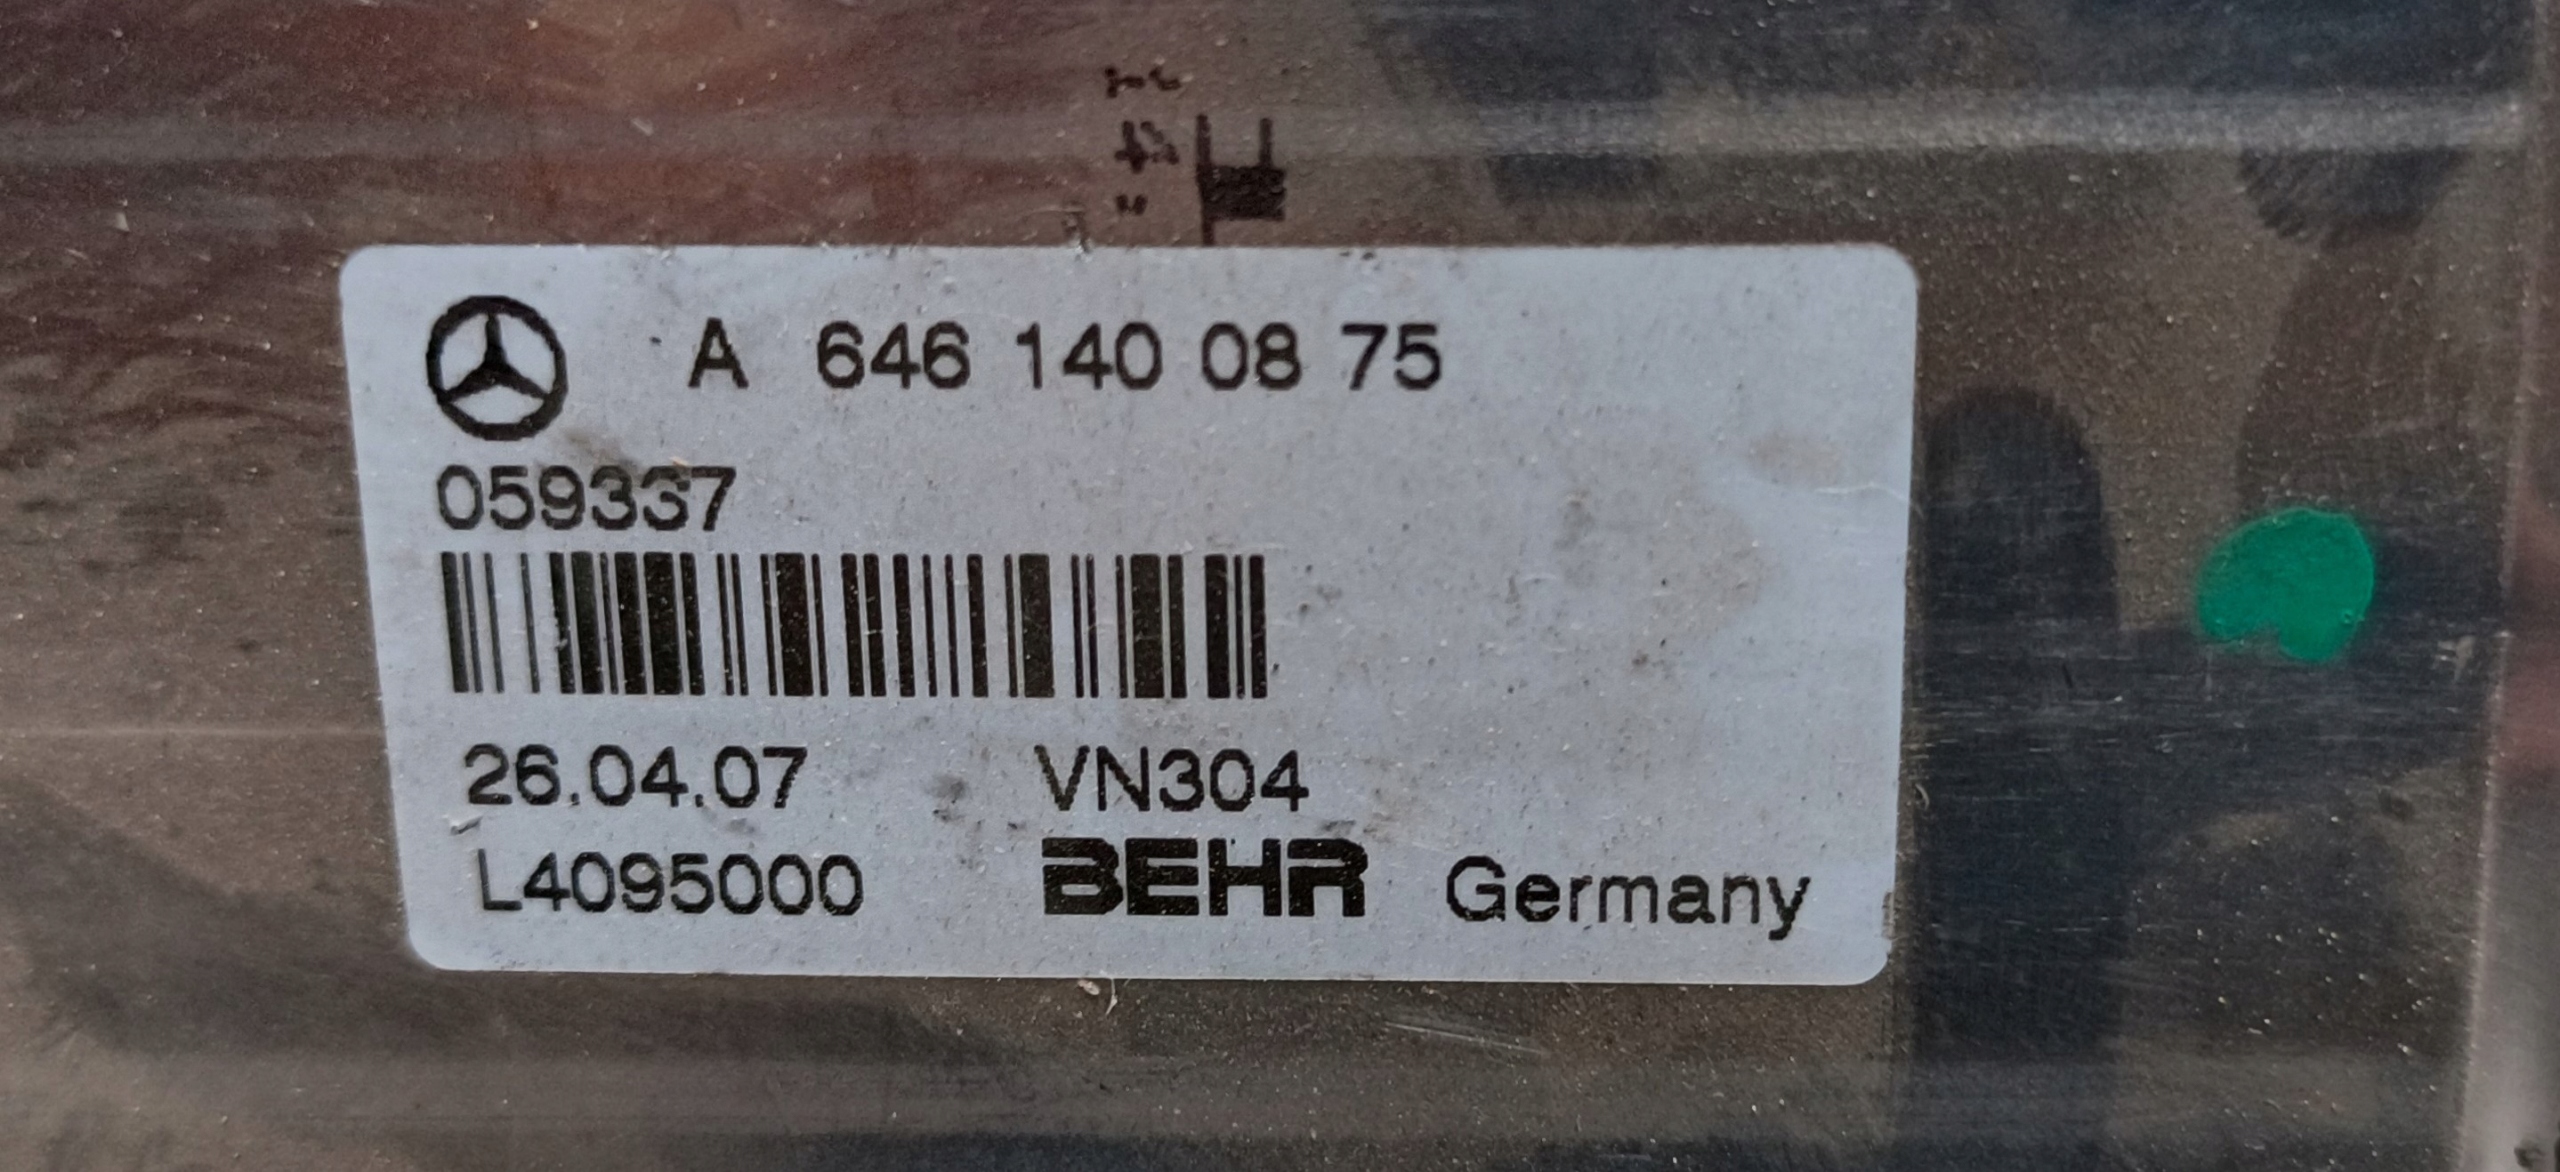 A 646 140 08 75
059337
26.04.07 VN304
L4095000 BEHR Germany